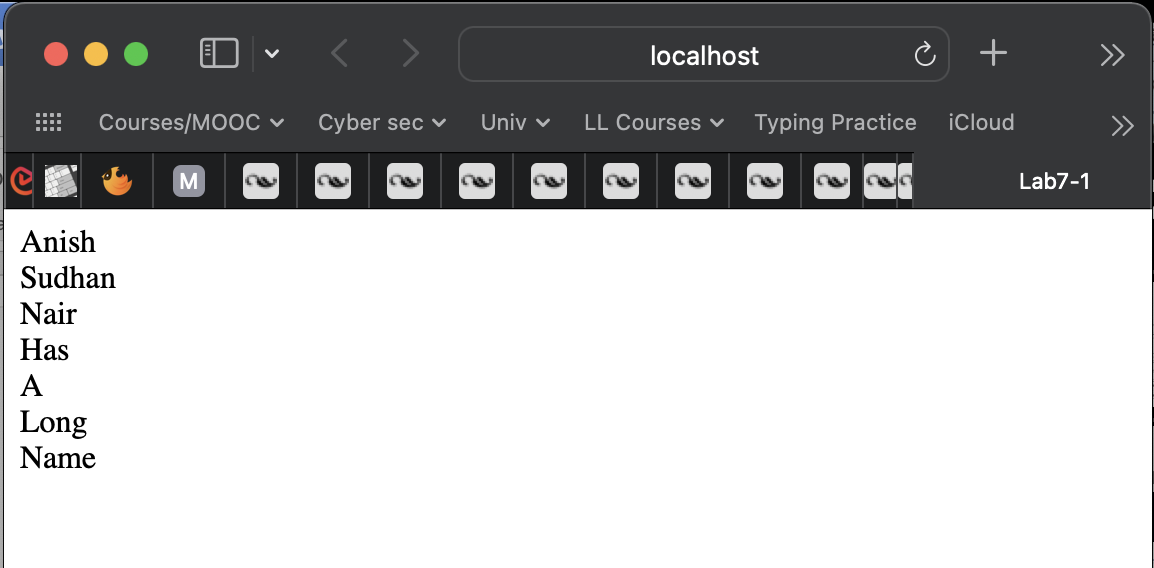 localhost
Courses/MOOC Cyber sec Univ LL Courses Typing Practice iCloud
M Lab7-1
Anish
Sudhan
Nair
Has
A
Long
Name